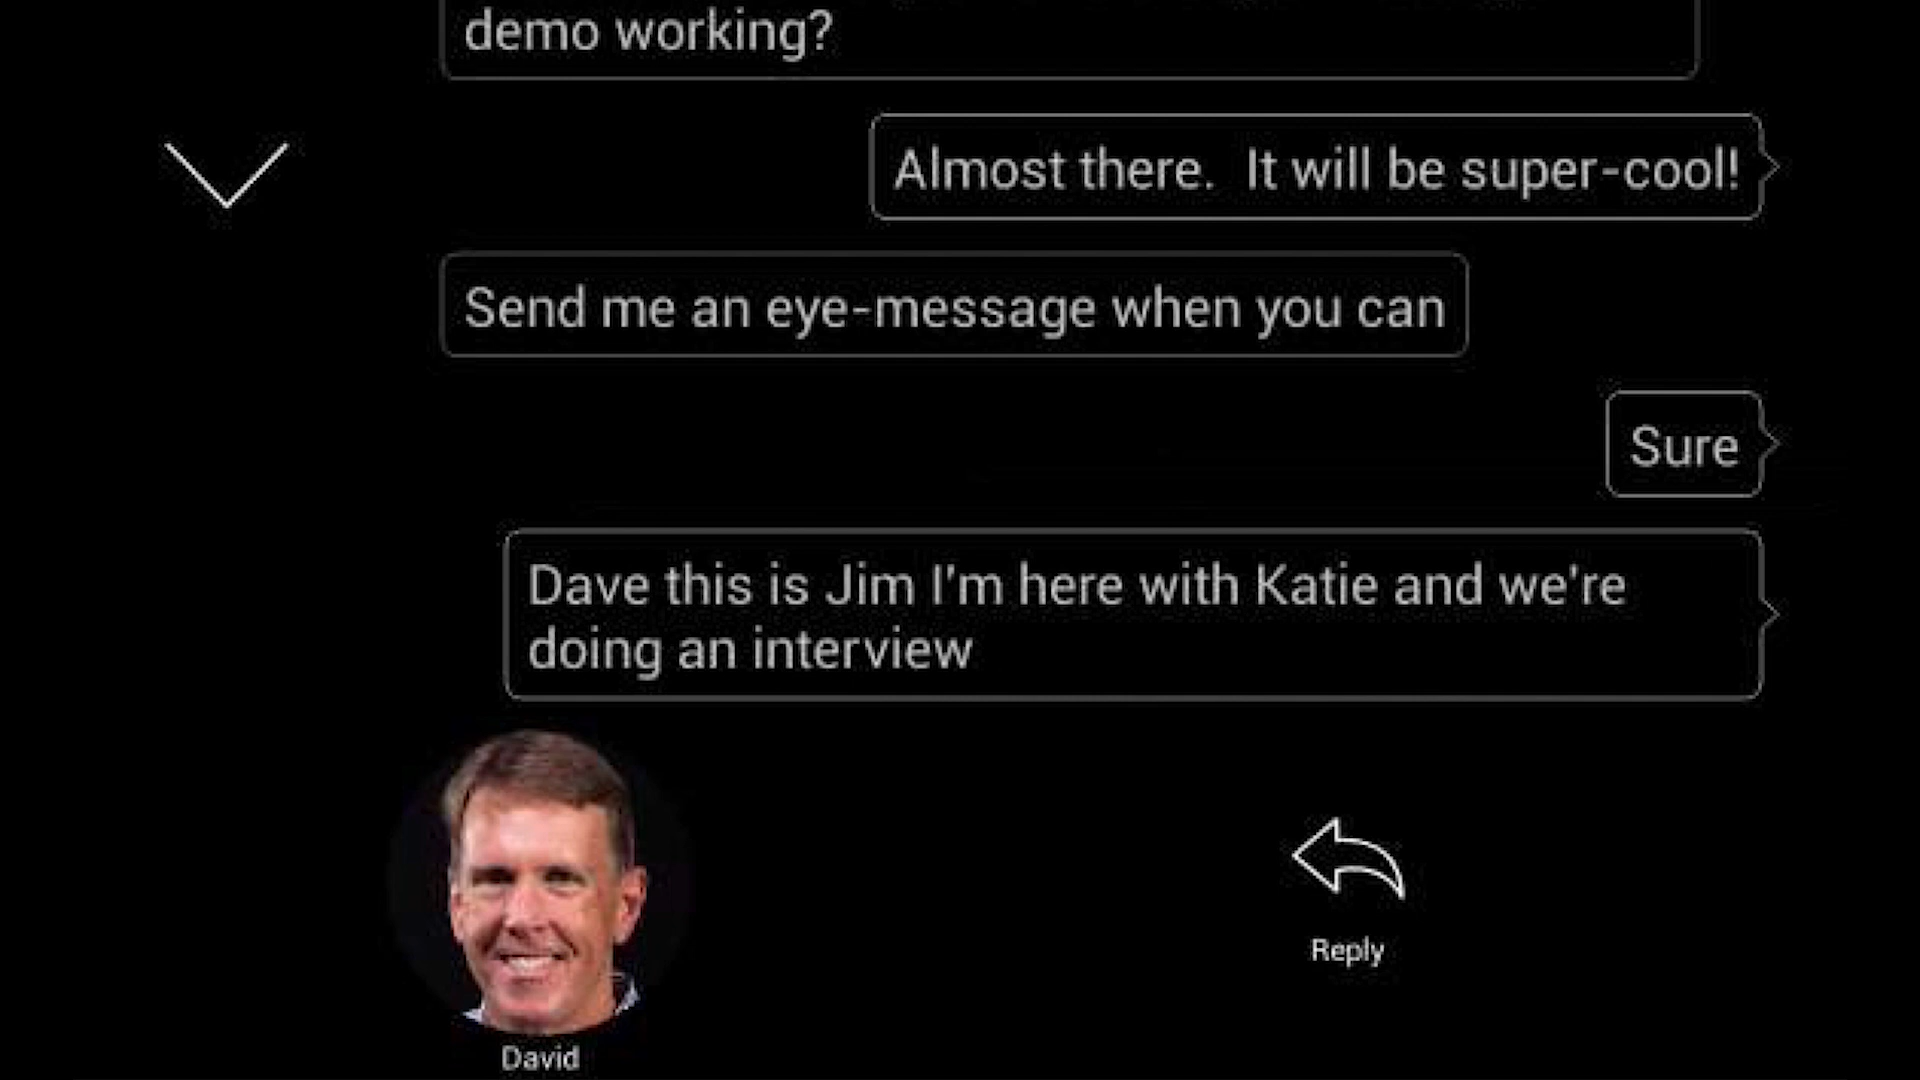 demo working?
Almost there. It will be super-cool!
Send me an eye-message when you can
Sure
Dave this is Jim I'm here with Katie and we're
doing an interview
Reply
David